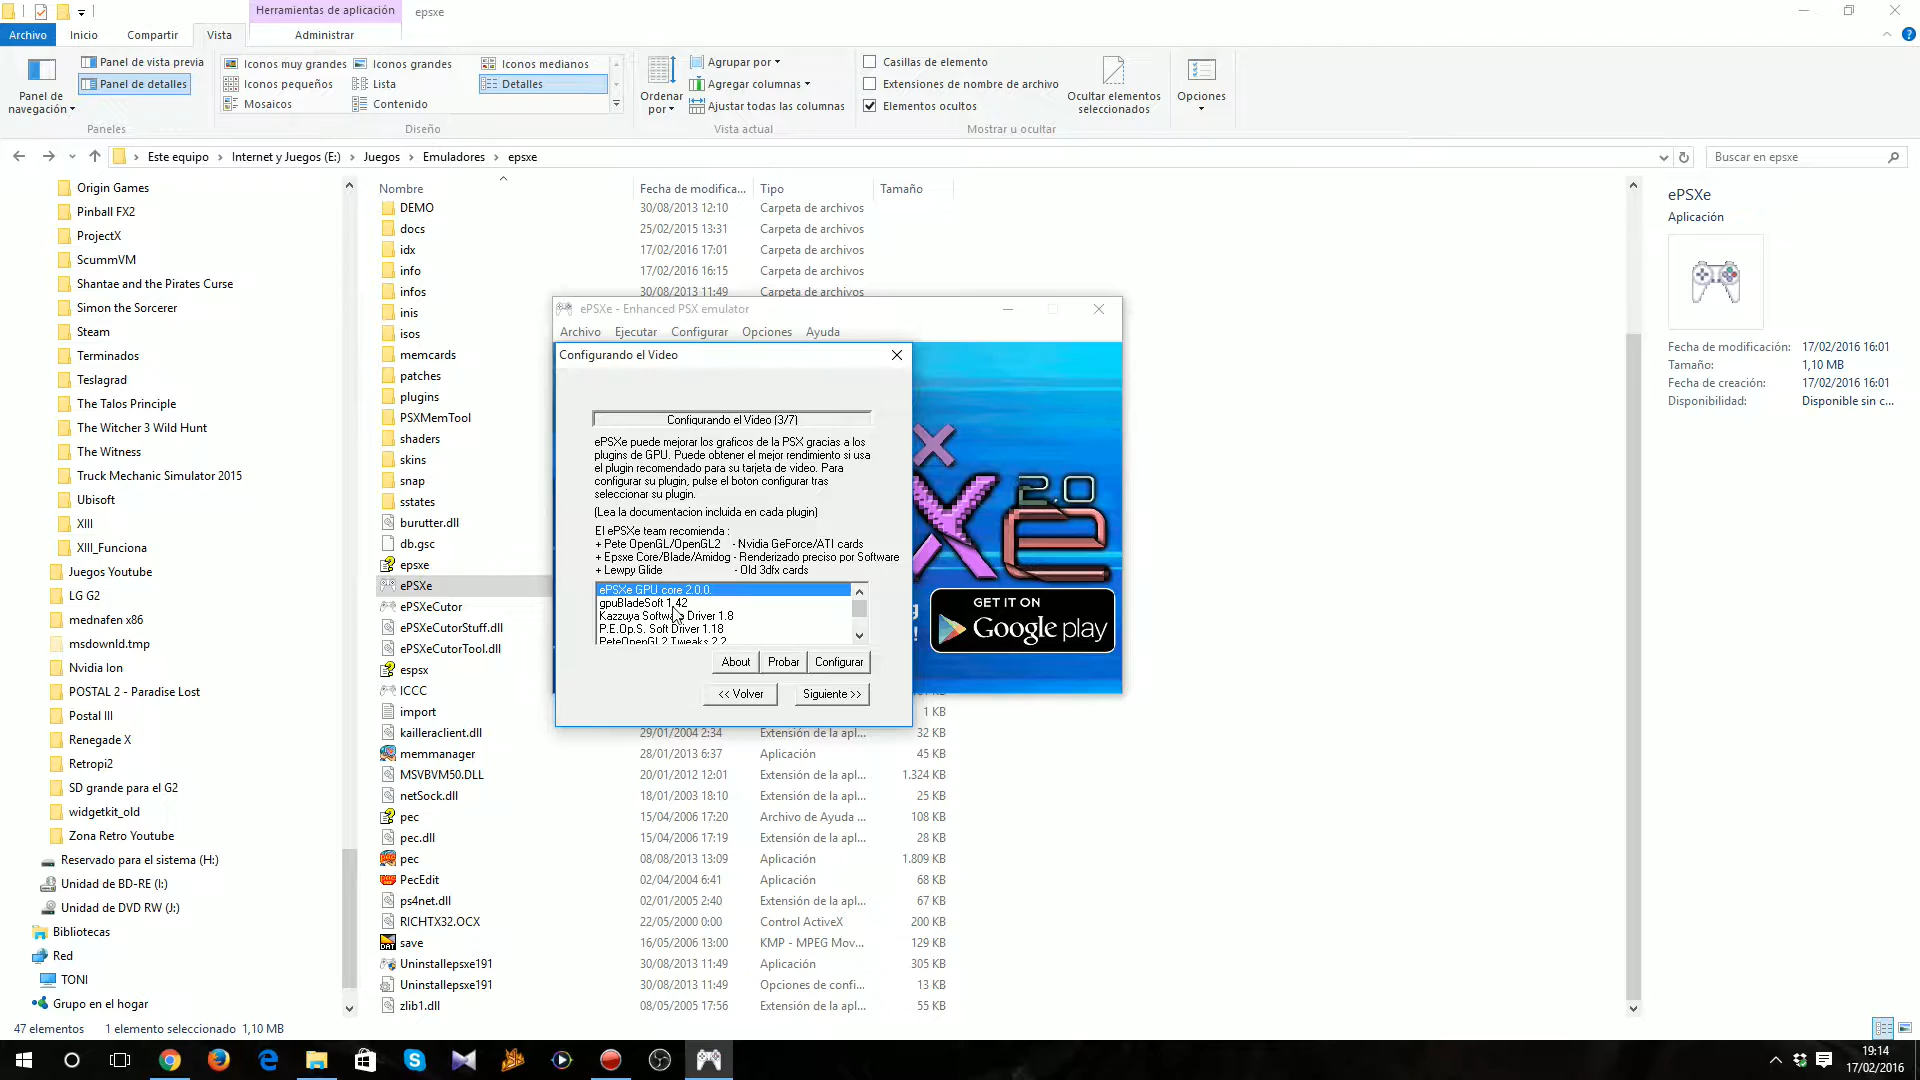 Herramientas de aplicación epsxe
Archivo Inicio Compartir Vista Administrar
Panel de navegación
Panel de vista previa
Panel de detalles
Paneles
Iconos muy grandes Iconos grandes Iconos medianos
Iconos pequeños Lista Detalles
Mosaicos Contenido
Diseño
Ordenar por
Agrupar por
Agregar columnas
Ajustar todas las columnas
Vista actual
Casillas de elemento
Extensiones de nombre de archivo
Elementos ocultos
Ocultar elementos seleccionados
Mostrar u ocultar
Opciones
Este equipo > Internet y Juegos (E:) > Juegos > Emuladores > epsxe
Buscar en epsxe
Origin Games
Pinball FX2
ProjectX
ScummVM
Shantae and the Pirates Curse
Simon the Sorcerer
Steam
Terminados
Teslagrad
The Talos Principle
The Witcher 3 Wild Hunt
The Witness
Truck Mechanic Simulator 2015
Ubisoft
XIII
XIII_Funciona
Juegos Youtube
LG G2
mednafen x86
msdownld.tmp
Nvidia Ion
POSTAL 2 - Paradise Lost
Postal III
Renegade X
Retropi2
SD grande para el G2
widgetkit_old
Zona Retro Youtube
Reservado para el sistema (H:)
Unidad de BD-RE (I:)
Unidad de DVD RW (J:)
Bibliotecas
Red
TONI
Grupo en el hogar
Nombre Fecha de modifica... Tipo Tamaño
DEMO 30/08/2013 12:10 Carpeta de archivos
docs 25/02/2015 13:31 Carpeta de archivos
idx 17/02/2016 17:01 Carpeta de archivos
info 17/02/2016 16:15 Carpeta de archivos
infos 30/08/2013 11:49 Carpeta de archivos
inis
isos
memcards
patches
plugins
PSXMemTool
shaders
skins
snap
sstates
burutter.dll
db.gsc
epsxe
ePSXe
ePSXeCutor
ePSXeCutorStuff.dll
ePSXeCutorTool.dll
espsx
ICCC
import 1 KB
kailleraclient.dll 29/01/2004 2:34 Extensión de la apl... 32 KB
memmanager 28/01/2013 6:37 Aplicación 45 KB
MSVBVM50.DLL 20/01/2012 12:01 Extensión de la apl... 1.324 KB
netSock.dll 18/01/2003 18:10 Extensión de la apl... 25 KB
pec 15/04/2006 17:20 Archivo de Ayuda ... 108 KB
pec.dll 15/04/2006 17:19 Extensión de la apl... 28 KB
pec 08/08/2013 13:09 Aplicación 1.809 KB
PecEdit 02/04/2004 6:41 Aplicación 68 KB
ps4net.dll 02/01/2005 2:40 Extensión de la apl... 67 KB
RICHTX32.OCX 22/05/2000 0:00 Control ActiveX 200 KB
save 16/05/2006 13:00 KMP - MPEG Mov... 129 KB
Uninstallepsxe191 30/08/2013 11:49 Aplicación 305 KB
Uninstallepsxe191 30/08/2013 11:49 Opciones de confi... 13 KB
zlib1.dll 08/05/2005 17:56 Extensión de la apl... 55 KB
ePSXe - Enhanced PSX emulator
Archivo Ejecutar Configurar Opciones Ayuda
Configurando el Video
Configurando el Video (3/7)
ePSXe puede mejorar los graficos de la PSX gracias a los
plugins de GPU. Puede obtener el mejor rendimiento si usa
el plugin recomendado para su tarjeta de video. Para
configurar su plugin, pulse el boton configurar tras
seleccionar su plugin.
(Lea la documentacion incluida en cada plugin)
El ePSXe team recomienda :
+ Pete OpenGL/OpenGL2 - Nvidia GeForce/ATI cards
+ Epsxe Core/Blade/Amidog - Renderizado preciso por Software
+ Lewpy Glide - Old 3dfx cards
ePSXe GPU core 2.0.0.
gpuBladeSoft 1.42
Kazzuya Software Driver 1.8
P.E.Op.S. Soft Driver 1.18
PeteOpenGL2 Tweaks 2.2
About Probar Configurar
<< Volver Siguiente >>
2.0
GET IT ON
Google play
ePSXe
Aplicación
Fecha de modificación: 17/02/2016 16:01
Tamaño: 1,10 MB
Fecha de creación: 17/02/2016 16:01
Disponibilidad: Disponible sin c...
47 elementos 1 elemento seleccionado 1,10 MB
19:14
17/02/2016